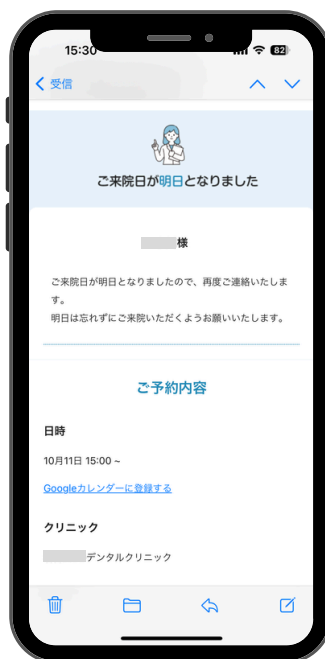 15:30
82
受信
ご来院日が明日となりました
様
ご来院日が明日となりましたので、再度ご連絡いたしま
す。
明日は忘れずにご来院いただくようお願いいたします。
ご予約内容
日時
10月11日 15:00 ~
Googleカレンダーに登録する
クリニック
デンタルクリニック